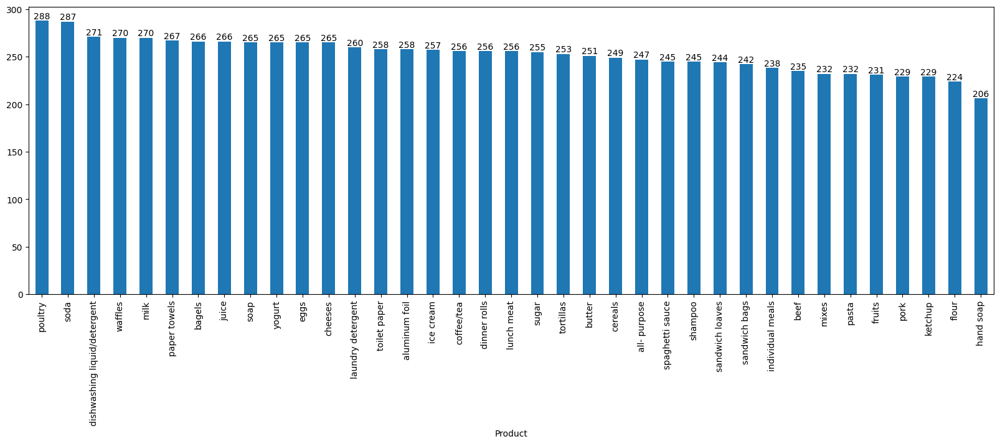 300
250
200
150
100
50
0
288 287 271 270 270 267 266 266 265 265 265 265 260 258 258 257 256 256 256 255 253 251 249 247 245 245 244 242 238 235 232 232 231 229 229 224 206
poultry
soda
dishwashing liquid/detergent
waffles
milk
paper towels
bagels
juice
soap
yogurt
eggs
cheeses
laundry detergent
toilet paper
aluminum foil
ice cream
coffee/tea
dinner rolls
lunch meat
sugar
tortillas
butter
cereals
all- purpose
spaghetti sauce
shampoo
sandwich loaves
sandwich bags
individual meals
beef
mixes
pasta
fruits
pork
ketchup
flour
hand soap
Product